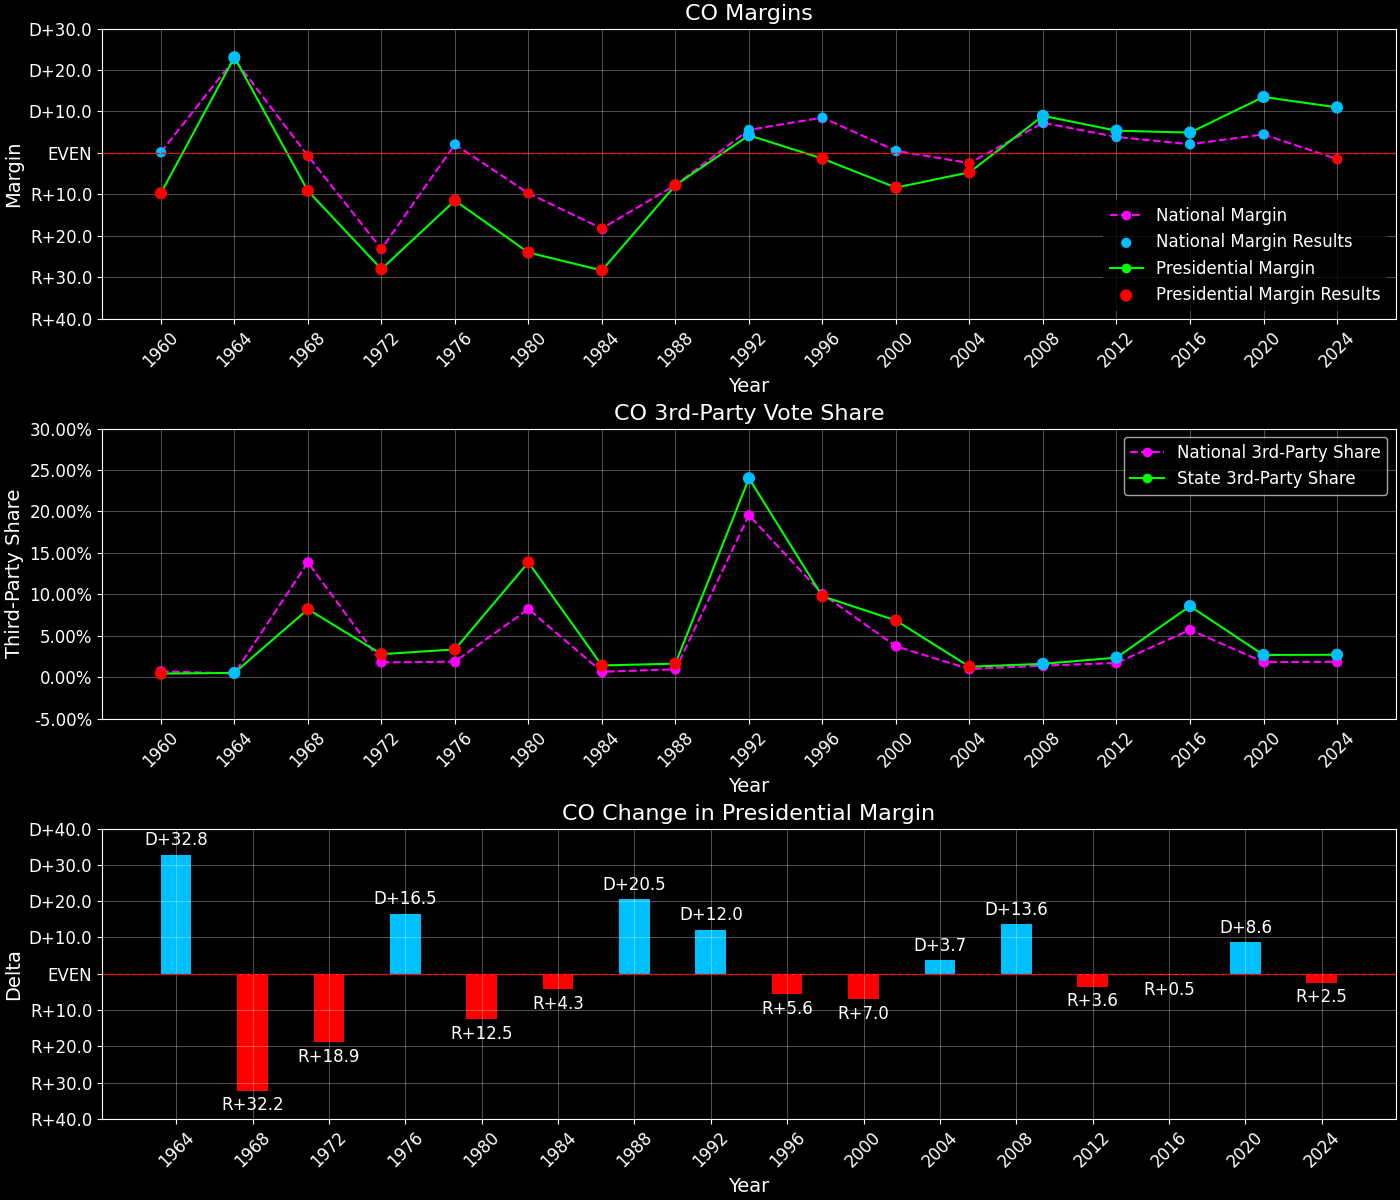 CO Margins
D+30.0
D+20.0
D+10.0
EVEN
R+10.0
R+20.0
R+30.0
R+40.0
Margin
National Margin
National Margin Results
Presidential Margin
Presidential Margin Results
1960 1964 1968 1972 1976 1980 1984 1988 1992 1996 2000 2004 2008 2012 2016 2020 2024
Year
CO 3rd-Party Vote Share
30.00%
25.00%
20.00%
15.00%
10.00%
5.00%
0.00%
-5.00%
Third-Party Share
National 3rd-Party Share
State 3rd-Party Share
1960 1964 1968 1972 1976 1980 1984 1988 1992 1996 2000 2004 2008 2012 2016 2020 2024
Year
CO Change in Presidential Margin
D+40.0
D+30.0
D+20.0
D+10.0
EVEN
R+10.0
R+20.0
R+30.0
R+40.0
Delta
D+32.8
R+32.2
R+18.9
D+16.5
R+12.5
R+4.3
D+20.5
D+12.0
R+5.6
R+7.0
D+3.7
D+13.6
R+3.6
R+0.5
D+8.6
R+2.5
1964 1968 1972 1976 1980 1984 1988 1992 1996 2000 2004 2008 2012 2016 2020 2024
Year